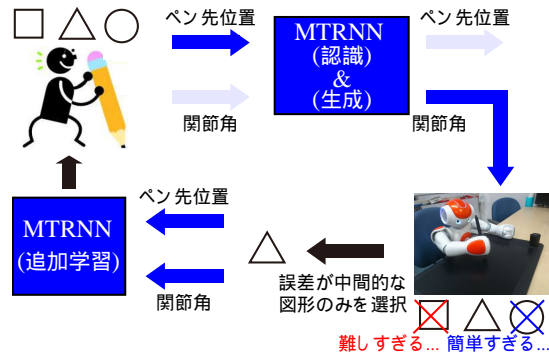 ペン先位置
MTRNN
(認識)
&
(生成)
ペン先位置
関節角
関節角
ペン先位置
MTRNN
(追加学習)
関節角
誤差が中間的な
図形のみを選択
難しすぎる...
簡単すぎる...